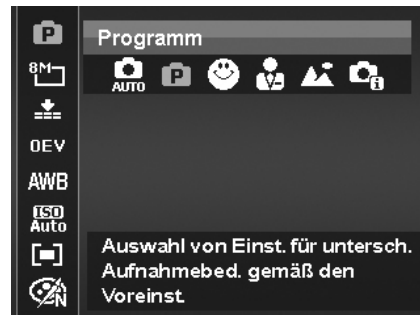 P
Programm
8M
AUTO
P
i
0EV
AWB
ISO
Auto
N
Auswahl von Einst. für untersch.
Aufnahmebed. gemäß den
Voreinst.